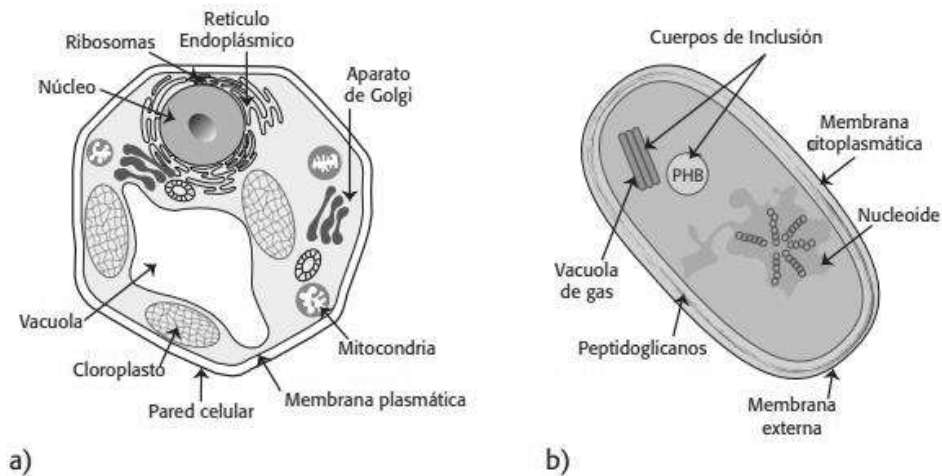 Retículo
Endoplásmico
Ribosomas
Núcleo
Aparato
de Golgi
Vacuola
Cloroplasto
Pared celular
Membrana plasmática
Mitocondria
a)
Cuerpos de Inclusión
Membrana
citoplasmática
PHB
Nucleoide
Vacuola
de gas
Peptidoglicanos
Membrana
externa
b)